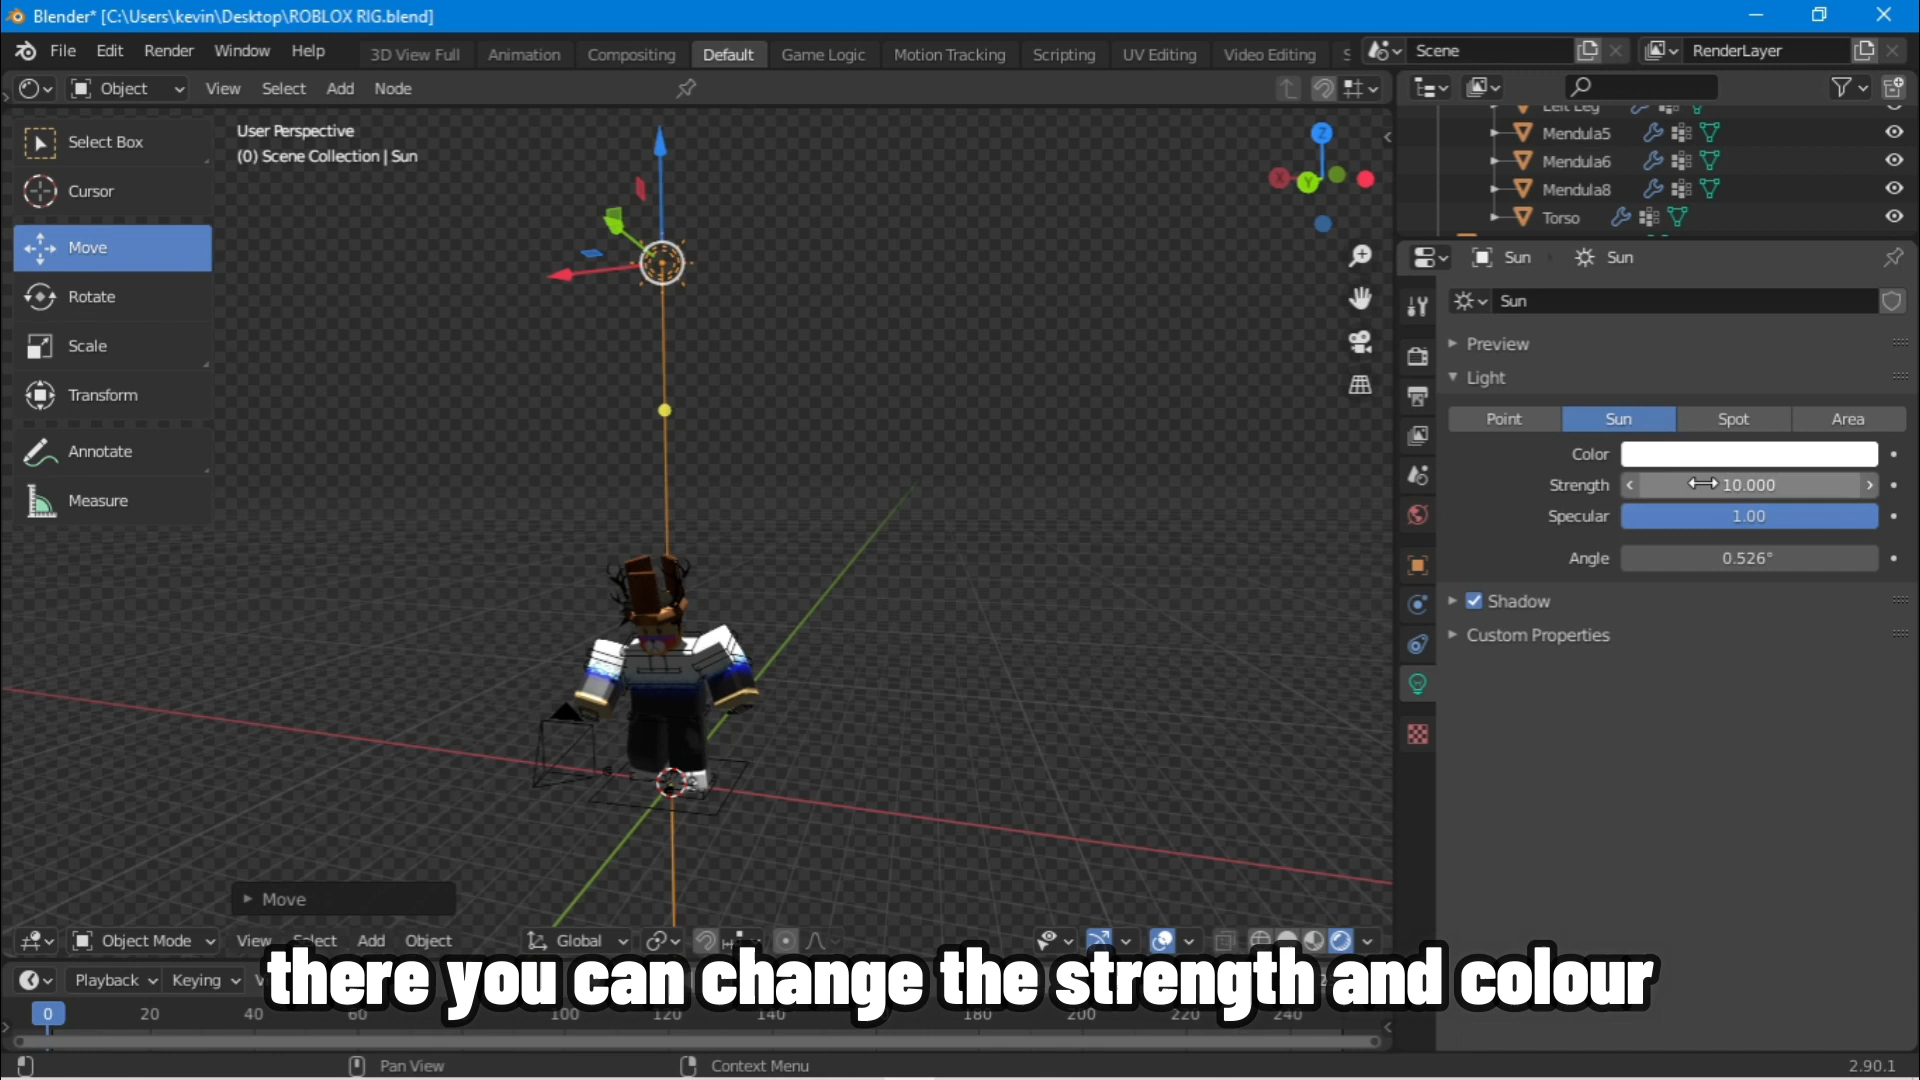 Blender* [C:\Users\kevin\Desktop\ROBLOX RIG.blend]
File Edit Render Window Help
3D View Full Animation Compositing Default Game Logic Motion Tracking Scripting UV Editing Video Editing S
Scene
RenderLayer
Object View Select Add Node
Select Box
Cursor
Move
Rotate
Scale
Transform
Annotate
Measure
User Perspective
(0) Scene Collection | Sun
Z
X
Y
Left Leg
Mendula5
Mendula6
Mendula8
Torso
Sun Sun
Sun
Preview
Light
Point Sun Spot Area
Color
Strength 10.000
Specular 1.00
Angle 0.526°
Shadow
Custom Properties
Move
Object Mode View Select Add Object Global
Playback Keying V
there you can change the strength and colour
0 20 40 60 100 120 140 180 200 220 240
Pan View Context Menu 2.90.1